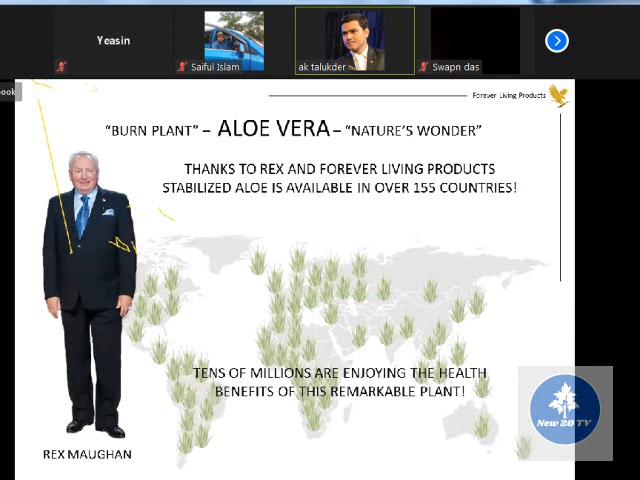 Yeasin
Saiful Islam
ak talukder
Swapn das
ook
Forever Living Products
“BURN PLANT” – ALOE VERA – “NATURE’S WONDER”
THANKS TO REX AND FOREVER LIVING PRODUCTS
STABILIZED ALOE IS AVAILABLE IN OVER 155 COUNTRIES!
TENS OF MILLIONS ARE ENJOYING THE HEALTH
BENEFITS OF THIS REMARKABLE PLANT!
New 20 TV
REX MAUGHAN